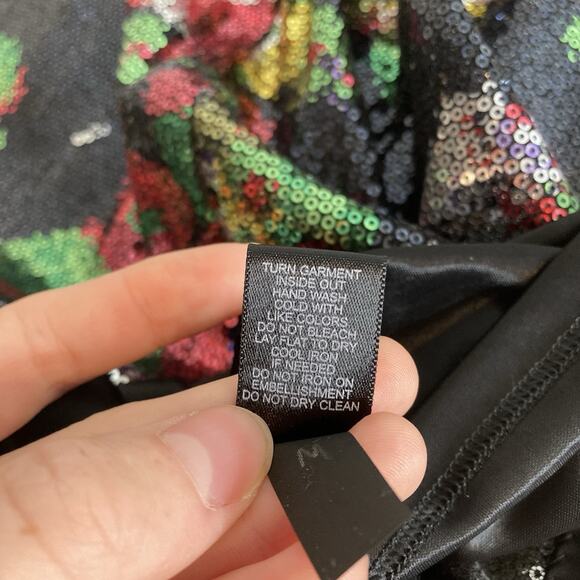 TURN GARMENT
INSIDE OUT
HAND WASH
COLD WITH
LIKE COLORS
DO NOT BLEACH
LAY FLAT TO DRY
COOL IRON
IF NEEDED
DO NOT IRON ON
EMBELLISMENT
DO NOT DRY CLEAN
M